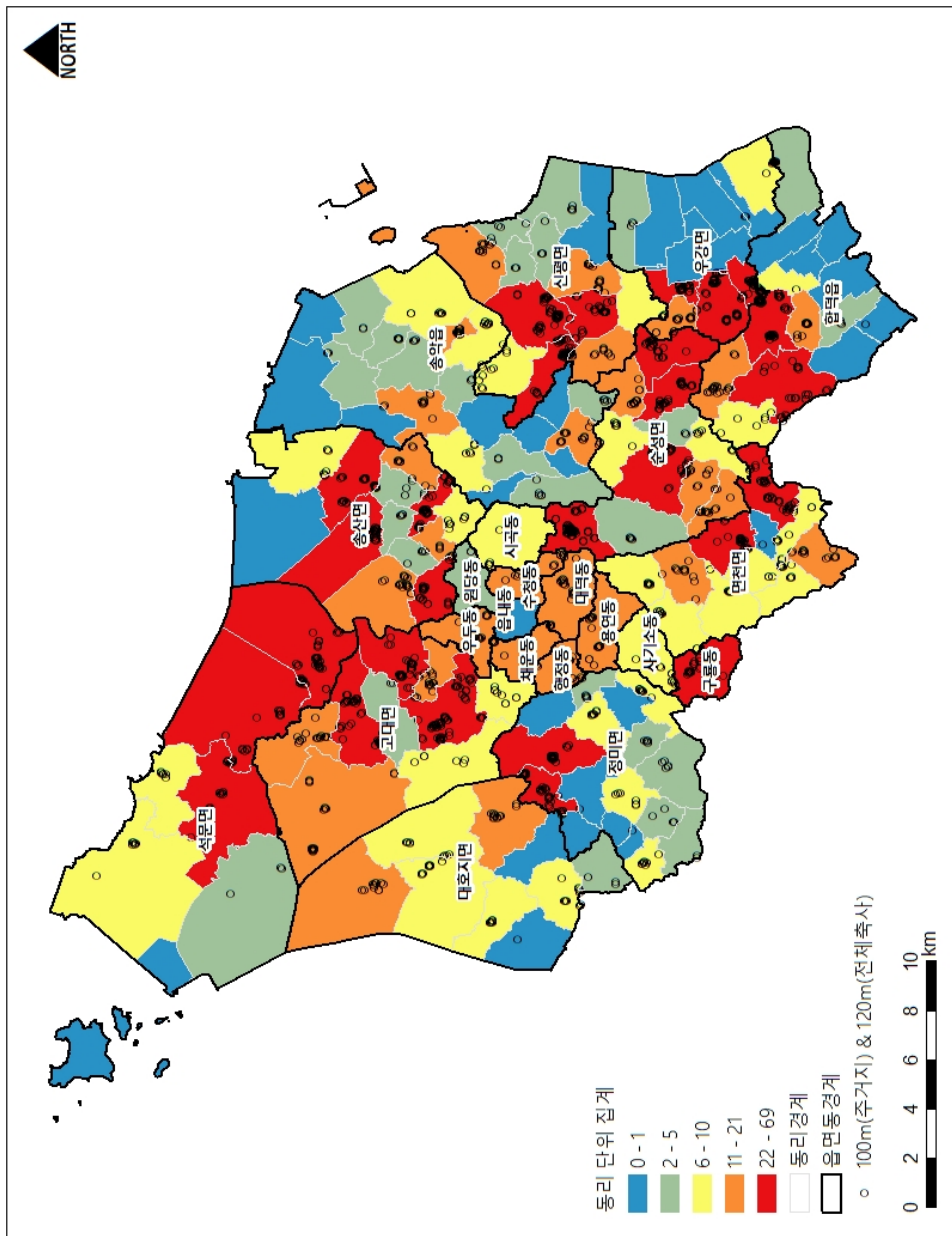 NORTH
석문면
고대면
대호지면
정미면
송산면
송악읍
신평면
우강면
합덕읍
순성면
면천면
구룡동
사기소동
용연동
대덕동
행정동
채운동
수청동
읍내동
우두동
원당동
시곡동
동리 단위 집계
0 - 1
2 - 5
6 - 10
11 - 21
22 - 69
동리경계
읍면동경계
100m(주거지) & 120m(전체축사)
0 2 4 6 8 10
km